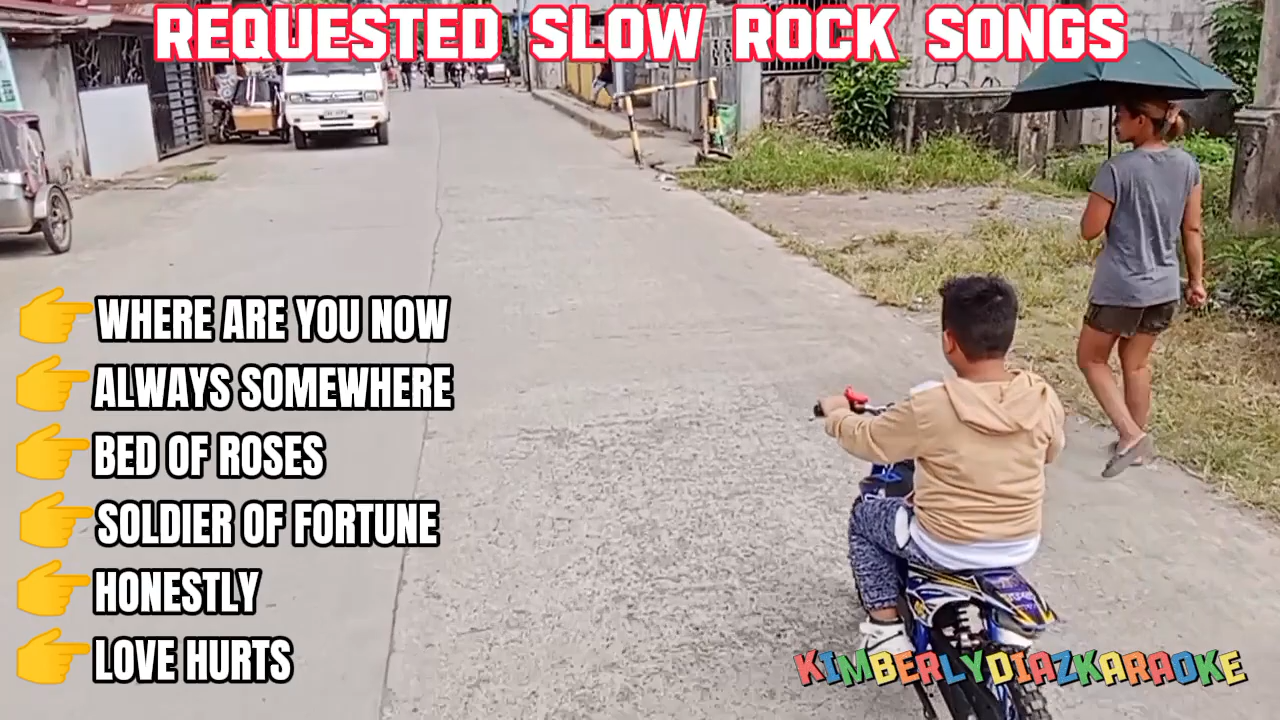 REQUESTED SLOW ROCK SONGS
WHERE ARE YOU NOW
ALWAYS SOMEWHERE
BED OF ROSES
SOLDIER OF FORTUNE
HONESTLY
LOVE HURTS
KIMBERLYDIAZKARAOKE